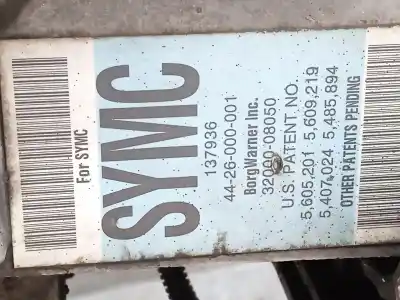 For SYMC
SYMC
137936
44-26-000-001
BorgWarner Inc.
32010-08050
U.S. PATENT NO.
5,605,201 5,609,219
5,407,024 5,485,894
OTHER PATENTS PENDING